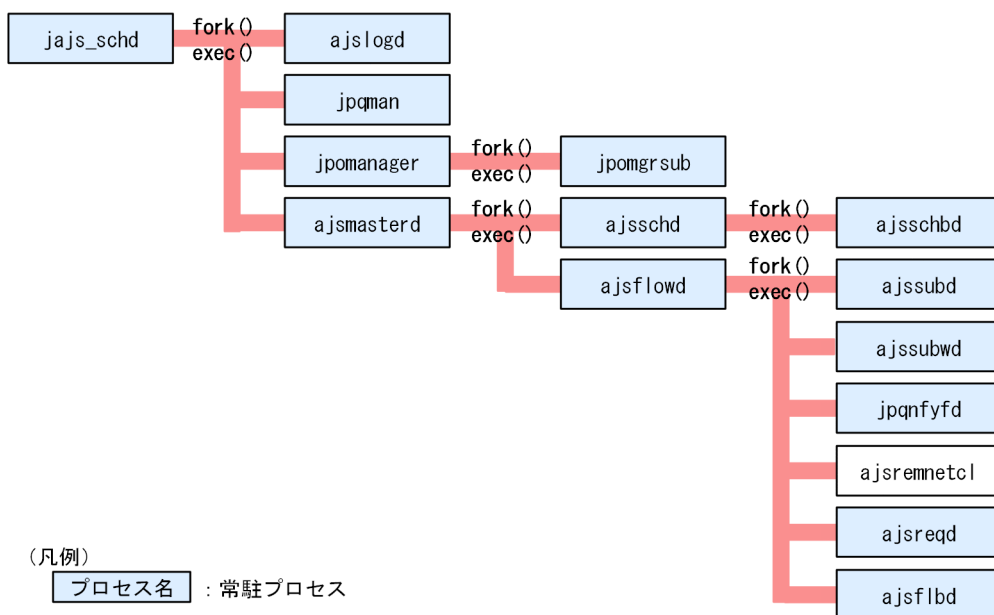 jajs_schd
fork()
exec()
ajslogd
jpqman
jpomanager
fork()
exec()
jpomgrsub
ajsmasterd
fork()
exec()
ajsschd
fork()
exec()
ajsschbd
ajsflowd
fork()
exec()
ajssubd
ajssubwd
jpqnfyfd
ajsremnetcl
ajsreqd
ajsflbd
(凡例)
プロセス名 : 常駐プロセス